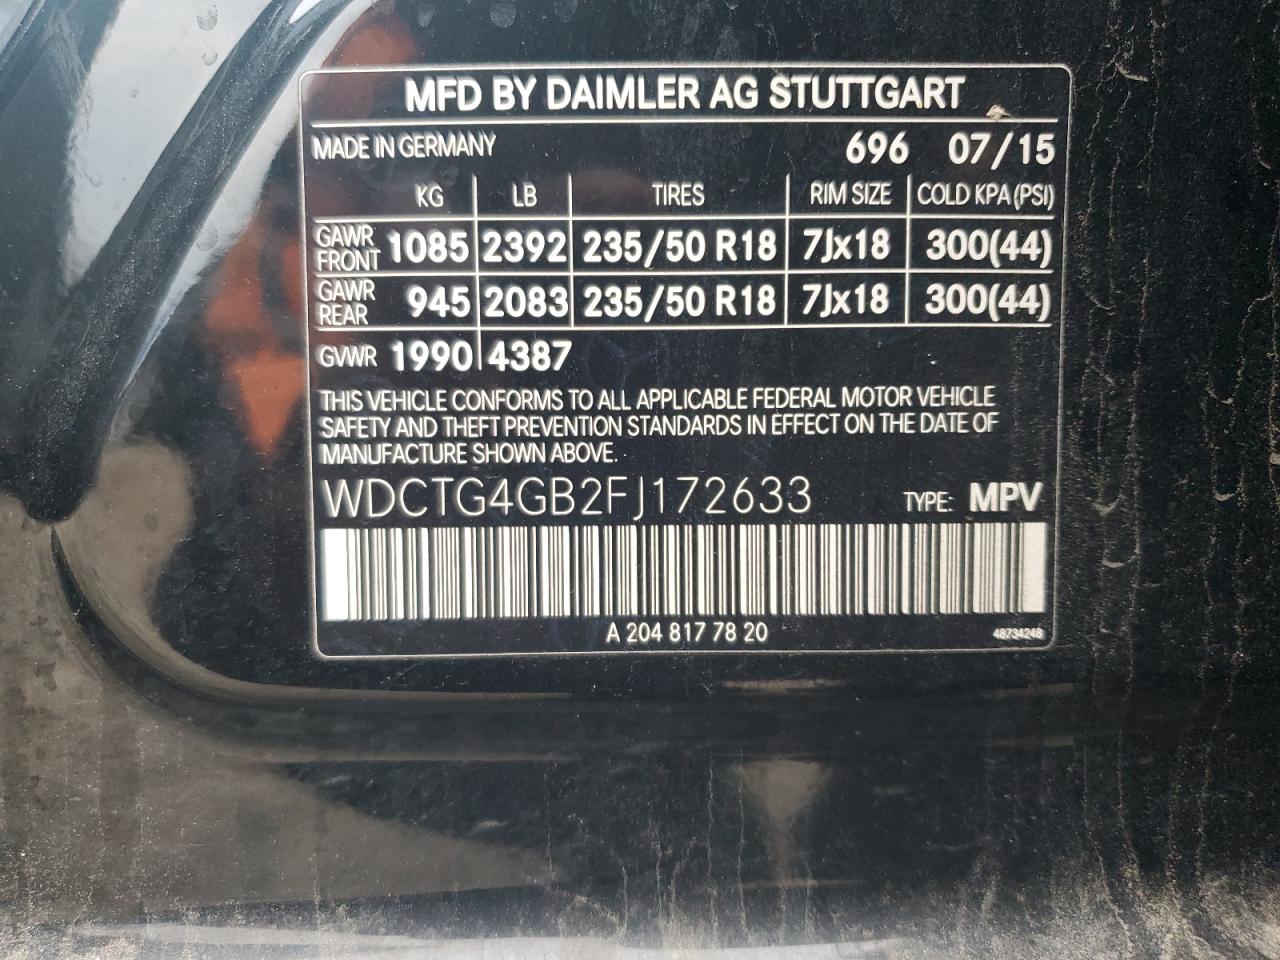 MFD BY DAIMLER AG STUTTGART
MADE IN GERMANY 696 07/15
KG LB TIRES RIM SIZE COLD KPA (PSI)
GAWR FRONT 1085 2392 235/50 R18 7Jx18 300(44)
GAWR REAR 945 2083 235/50 R18 7Jx18 300(44)
GVWR 1990 4387
THIS VEHICLE CONFORMS TO ALL APPLICABLE FEDERAL MOTOR VEHICLE
SAFETY AND THEFT PREVENTION STANDARDS IN EFFECT ON THE DATE OF
MANUFACTURE SHOWN ABOVE.
WDCTG4GB2FJ172633 TYPE: MPV
A 204 817 78 20 48734248